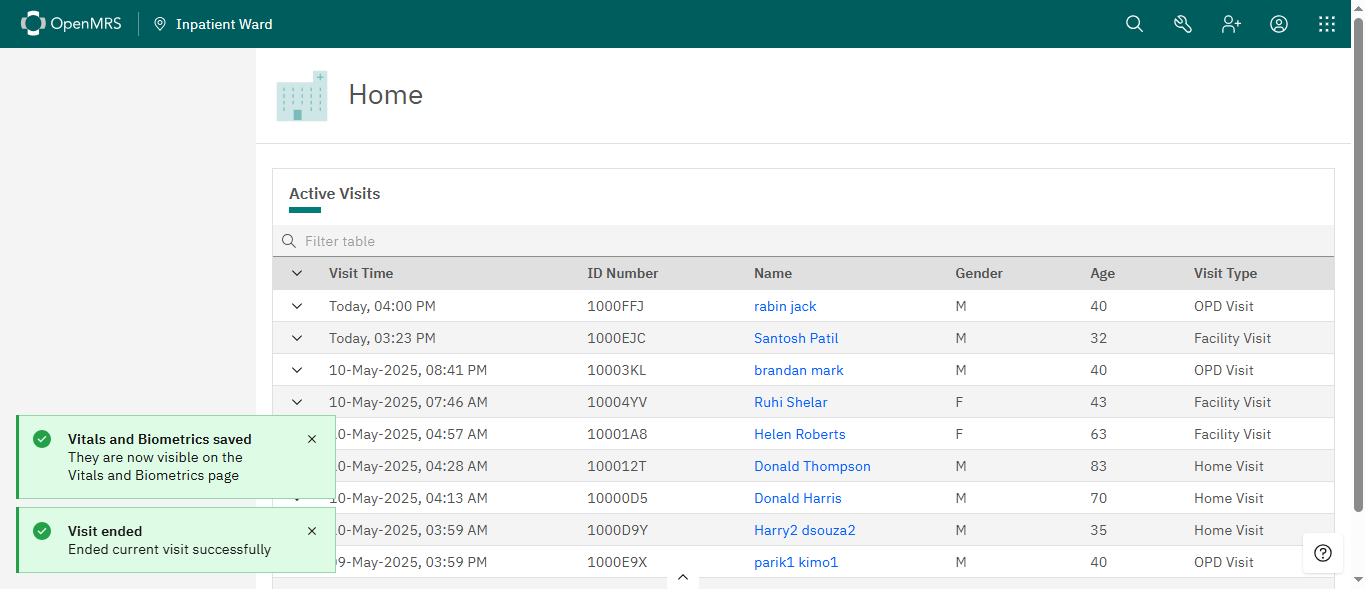 OpenMRS Inpatient Ward
Home
Active Visits
Filter table
Visit Time ID Number Name Gender Age Visit Type
Today, 04:00 PM 1000FFJ rabin jack M 40 OPD Visit
Today, 03:23 PM 1000EJC Santosh Patil M 32 Facility Visit
10-May-2025, 08:41 PM 10003KL brandan mark M 40 OPD Visit
10-May-2025, 07:46 AM 10004YV Ruhi Shelar F 43 Facility Visit
0-May-2025, 04:57 AM 10001A8 Helen Roberts F 63 Facility Visit
0-May-2025, 04:28 AM 100012T Donald Thompson M 83 Home Visit
0-May-2025, 04:13 AM 10000D5 Donald Harris M 70 Home Visit
0-May-2025, 03:59 AM 1000D9Y Harry2 dsouza2 M 35 Home Visit
9-May-2025, 03:59 PM 1000E9X parik1 kimo1 M 40 OPD Visit
Vitals and Biometrics saved
They are now visible on the
Vitals and Biometrics page
Visit ended
Ended current visit successfully